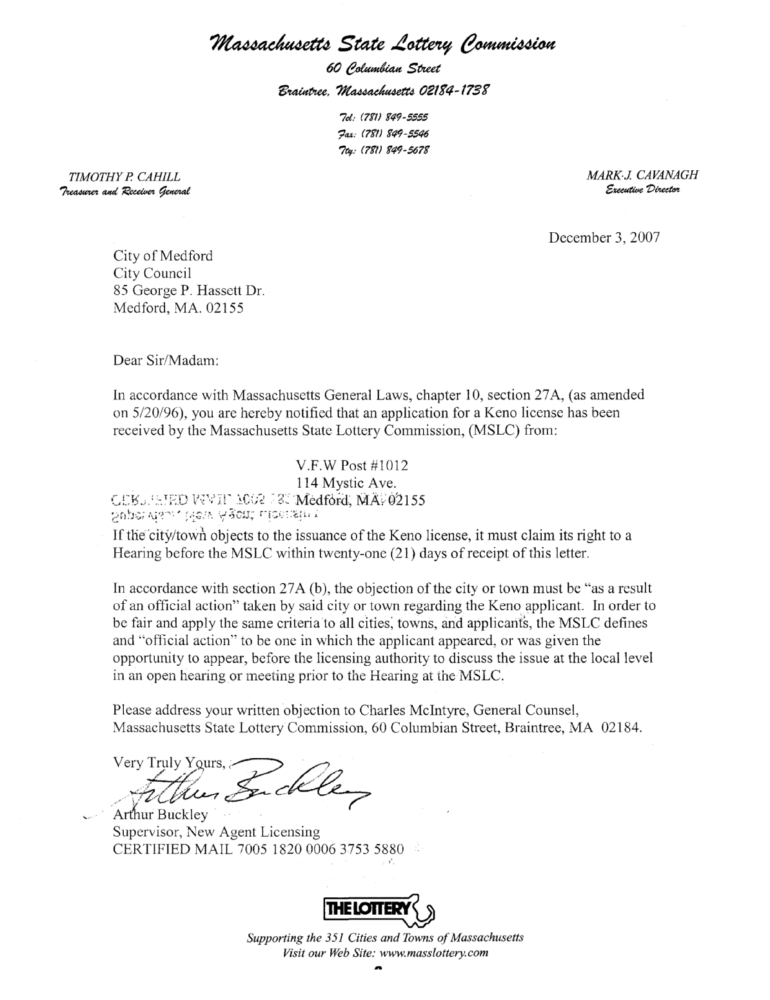 Massachusetts State Lottery Commission
60 Columbian Street
Braintree, Massachusetts 02184-1738
Tel: (781) 849-5555
Fax: (781) 849-5546
Tty: (781) 849-5678
TIMOTHY P. CAHILL
Treasurer and Receiver General
MARK J. CAVANAGH
Executive Director
December 3, 2007
City of Medford
City Council
85 George P. Hassett Dr.
Medford, MA. 02155
Dear Sir/Madam:
In accordance with Massachusetts General Laws, chapter 10, section 27A, (as amended
on 5/20/96), you are hereby notified that an application for a Keno license has been
received by the Massachusetts State Lottery Commission, (MSLC) from:
V.F.W Post #1012
114 Mystic Ave.
Medford, MA 02155
If the city/town objects to the issuance of the Keno license, it must claim its right to a
Hearing before the MSLC within twenty-one (21) days of receipt of this letter.
In accordance with section 27A (b), the objection of the city or town must be “as a result
of an official action” taken by said city or town regarding the Keno applicant. In order to
be fair and apply the same criteria to all cities, towns, and applicants, the MSLC defines
and “official action” to be one in which the applicant appeared, or was given the
opportunity to appear, before the licensing authority to discuss the issue at the local level
in an open hearing or meeting prior to the Hearing at the MSLC.
Please address your written objection to Charles McIntyre, General Counsel,
Massachusetts State Lottery Commission, 60 Columbian Street, Braintree, MA 02184.
Very Truly Yours,
Arthur Buckley
Arthur Buckley
Supervisor, New Agent Licensing
CERTIFIED MAIL 7005 1820 0006 3753 5880
THE LOTTERY
Supporting the 351 Cities and Towns of Massachusetts
Visit our Web Site: www.masslottery.com